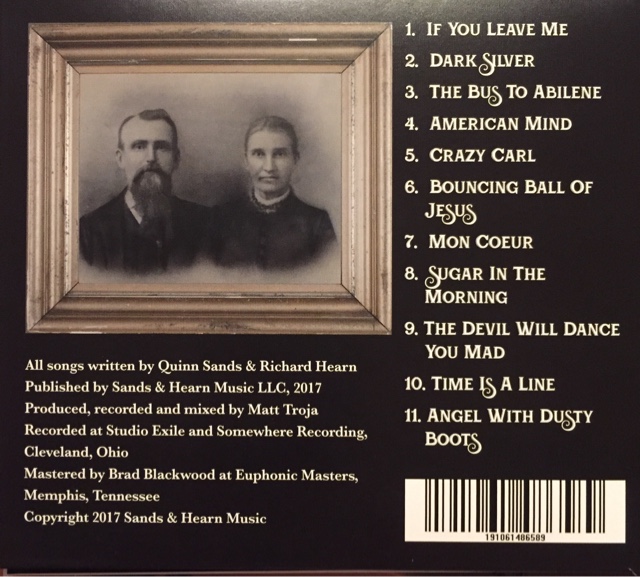 1. If You Leave Me
2. Dark Silver
3. The Bus To Abilene
4. American Mind
5. Crazy Carl
6. Bouncing Ball Of
Jesus
7. Mon Coeur
8. Sugar In The
Morning
9. The Devil Will Dance
You Mad
10. Time Is A Line
11. Angel With Dusty
Boots
All songs written by Quinn Sands & Richard Hearn
Published by Sands & Hearn Music LLC, 2017
Produced, recorded and mixed by Matt Troja
Recorded at Studio Exile and Somewhere Recording,
Cleveland, Ohio
Mastered by Brad Blackwood at Euphonic Masters,
Memphis, Tennessee
Copyright 2017 Sands & Hearn Music
191061486589